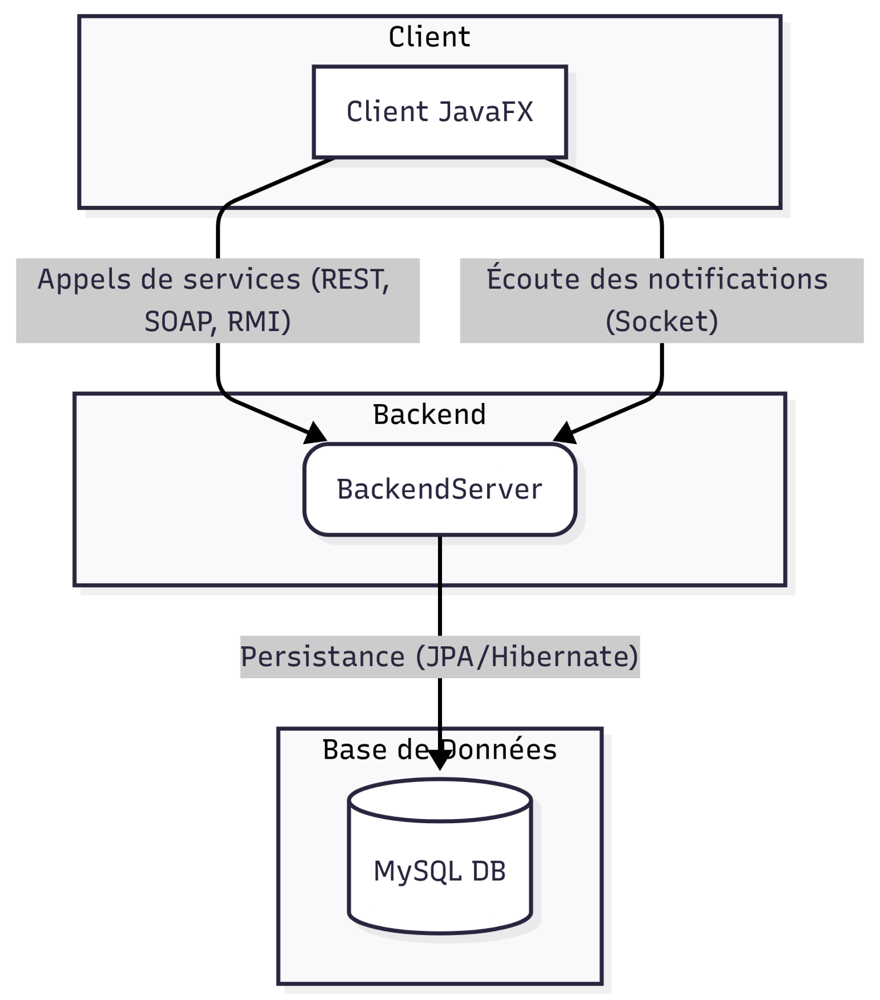 Client
Client JavaFX
Appels de services (REST,
SOAP, RMI)
Écoute des notifications
(Socket)
Backend
BackendServer
Persistance (JPA/Hibernate)
Base de Données
MySQL DB